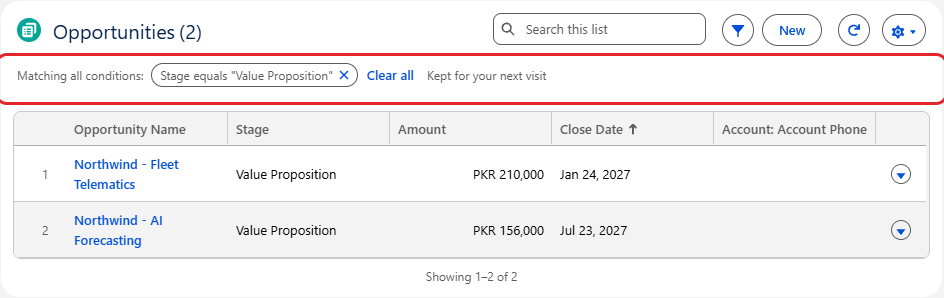 Opportunities (2)
Search this list
New
Matching all conditions: Stage equals "Value Proposition" Clear all Kept for your next visit
Opportunity Name Stage Amount Close Date Account: Account Phone
1 Northwind - Fleet Telematics Value Proposition PKR 210,000 Jan 24, 2027
2 Northwind - AI Forecasting Value Proposition PKR 156,000 Jul 23, 2027
Showing 1–2 of 2